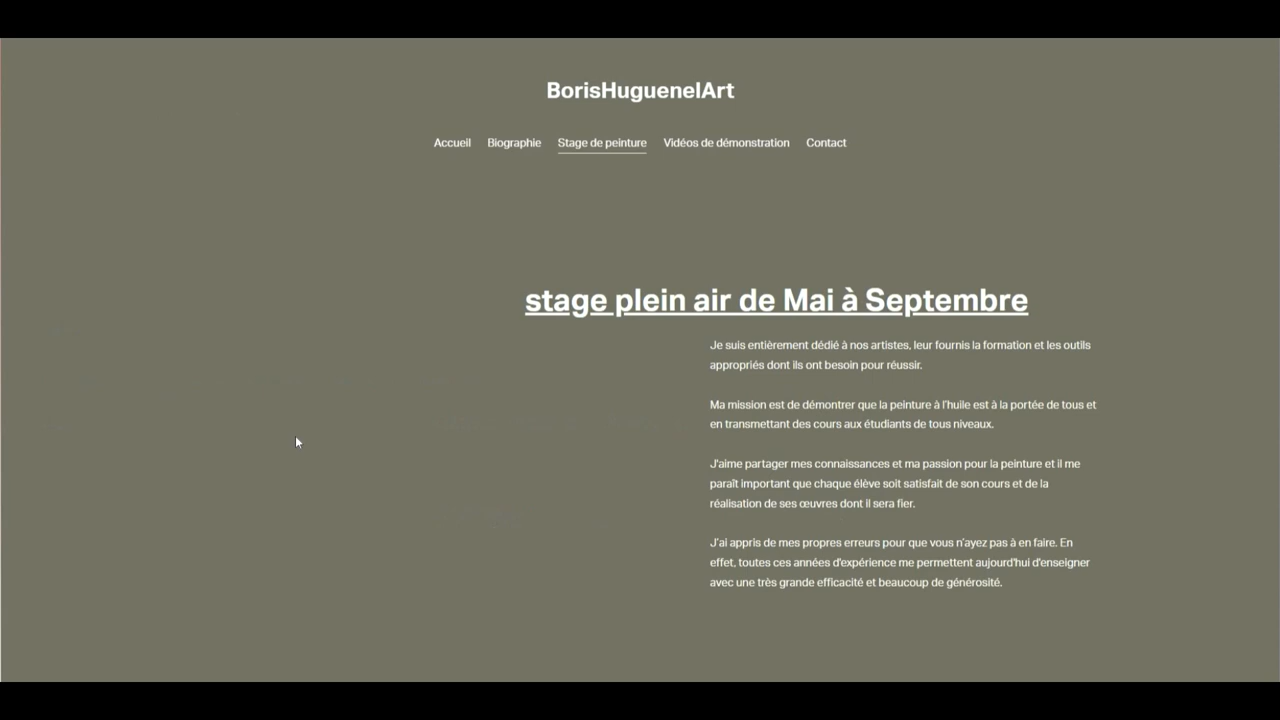 BorisHuguenelArt
Accueil Biographie Stage de peinture Vidéos de démonstration Contact
stage plein air de Mai à Septembre
Je suis entièrement dédié à nos artistes, leur fournis la formation et les outils
appropriés dont ils ont besoin pour réussir.
Ma mission est de démontrer que la peinture à l'huile est à la portée de tous et
en transmettant des cours aux étudiants de tous niveaux.
J'aime partager mes connaissances et ma passion pour la peinture et il me
paraît important que chaque élève soit satisfait de son cours et de la
réalisation de ses œuvres dont il sera fier.
J'ai appris de mes propres erreurs pour que vous n'ayez pas à en faire. En
effet, toutes ces années d'expérience me permettent aujourd'hui d'enseigner
avec une très grande efficacité et beaucoup de générosité.